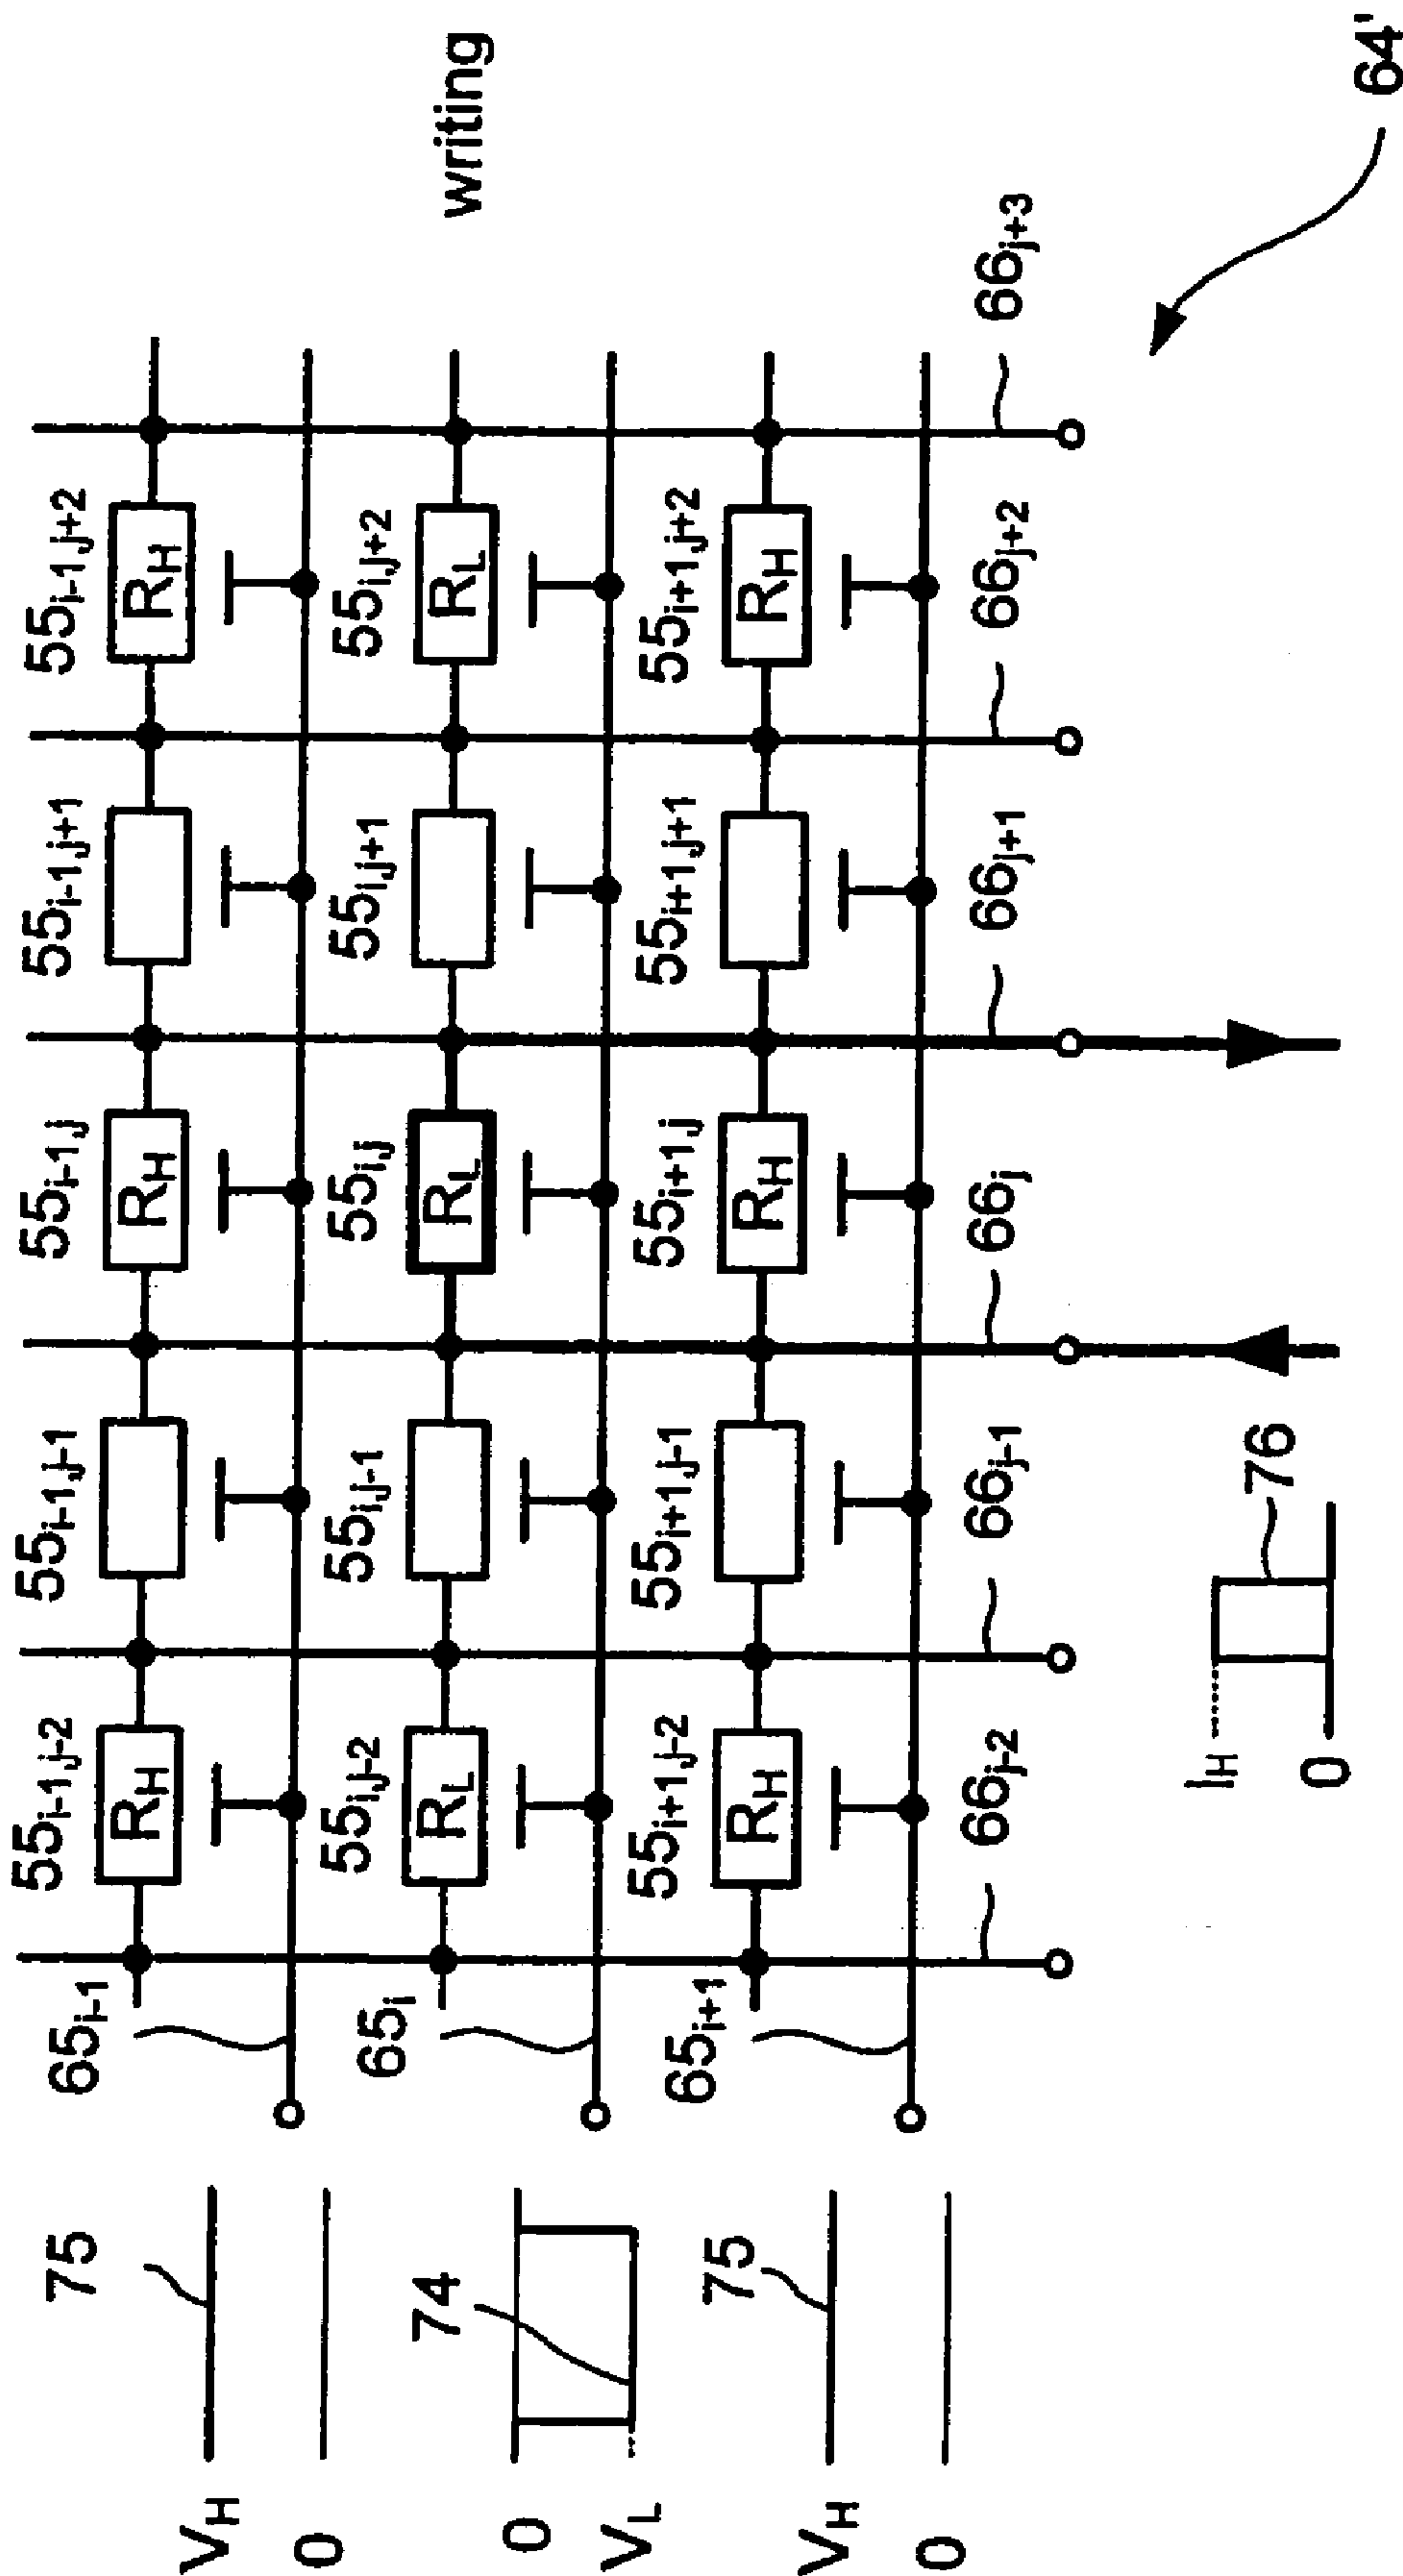 writing
55i-1,j-2 55i-1,j-1 55i-1,j 55i-1,j+1 55i-1,j+2
RH RH RH
65i-1
VH
75
0
55i,j-2 55i,j-1 55i,j 55i,j+1 55i,j+2
RL RL RL
65i
0
74
VL
55i+1,j-2 55i+1,j-1 55i+1,j 55i+1,j+1 55i+1,j+2
RH RH RH
65i+1
VH
75
0
66j-2 66j-1 66j 66j+1 66j+2 66j+3
IH
76
0
64'